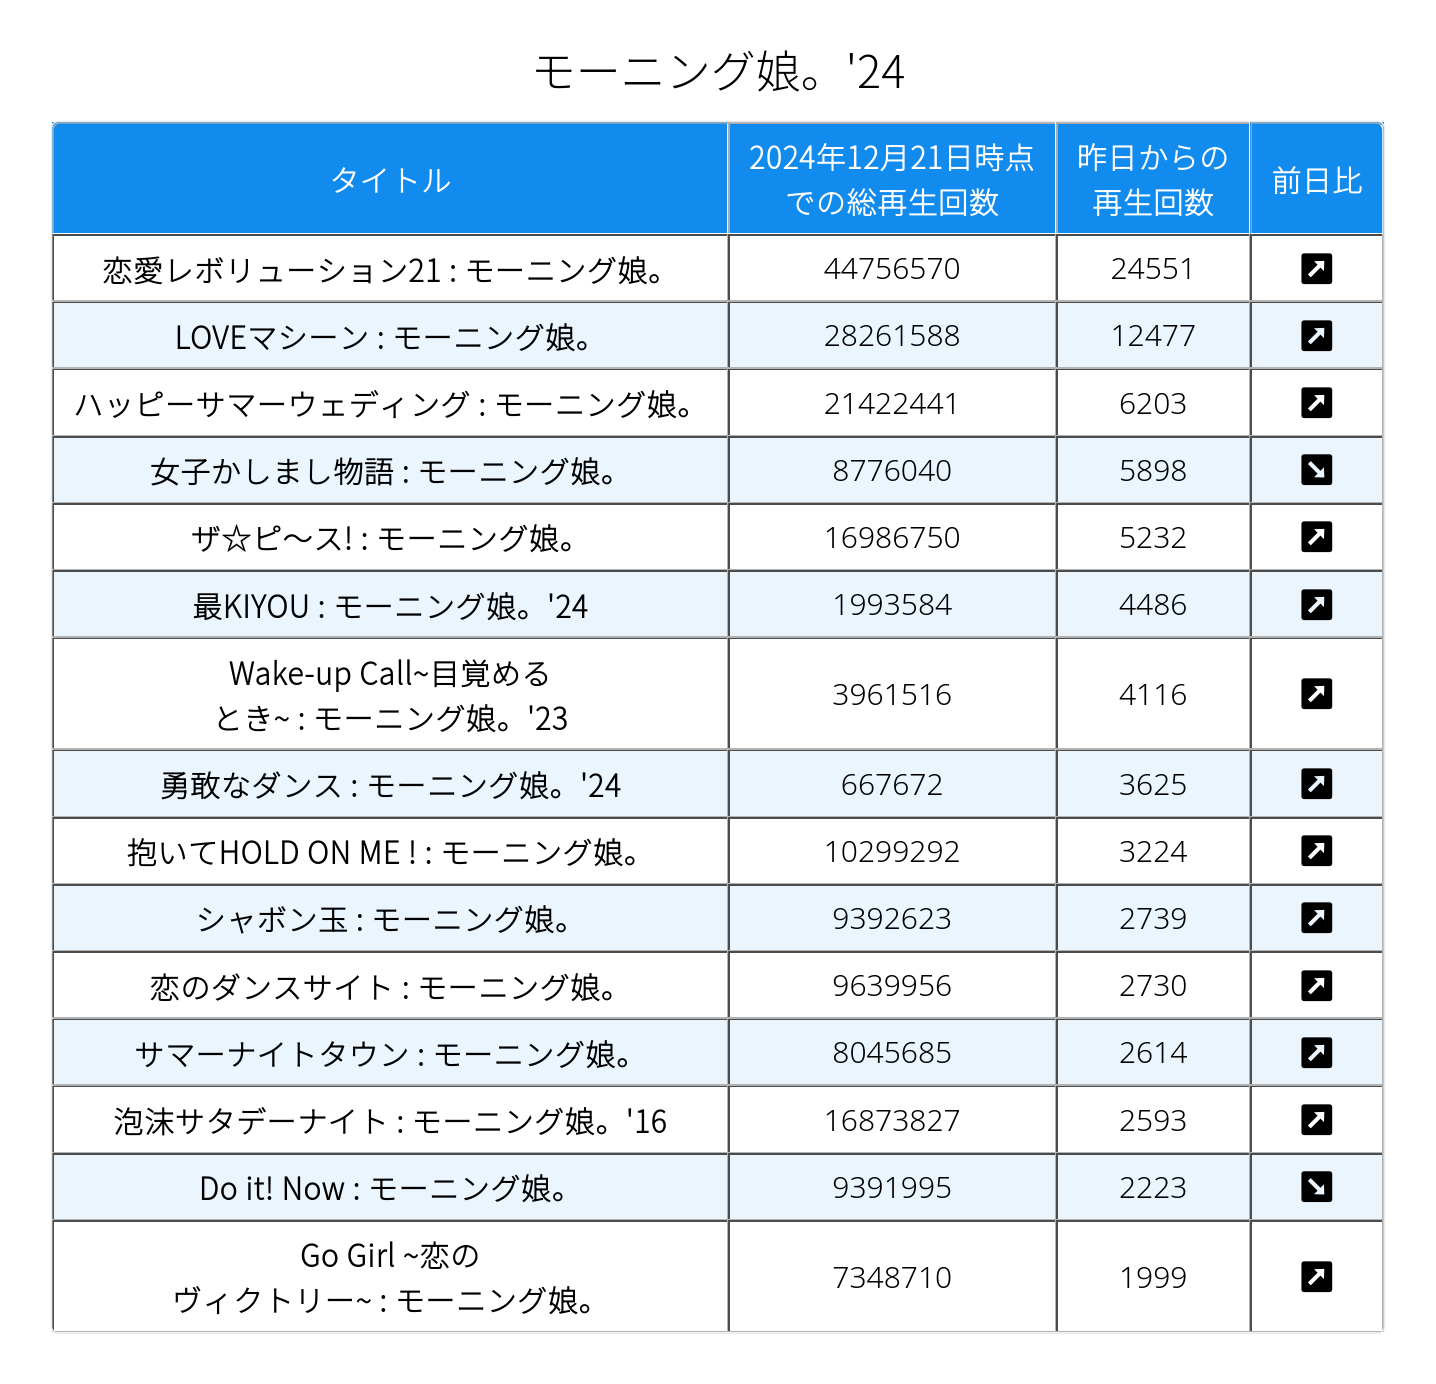 モーニング娘。'24
タイトル
2024年12月21日時点
での総再生回数
昨日からの
再生回数
前日比
恋愛レボリューション21 : モーニング娘。 44756570 24551
LOVEマシーン : モーニング娘。 28261588 12477
ハッピーサマーウェディング : モーニング娘。 21422441 6203
女子かしまし物語 : モーニング娘。 8776040 5898
ザ☆ピ〜ス! : モーニング娘。 16986750 5232
最KIYOU : モーニング娘。'24 1993584 4486
Wake-up Call~目覚める
とき~ : モーニング娘。'23
3961516 4116
勇敢なダンス : モーニング娘。'24 667672 3625
抱いてHOLD ON ME ! : モーニング娘。 10299292 3224
シャボン玉 : モーニング娘。 9392623 2739
恋のダンスサイト : モーニング娘。 9639956 2730
サマーナイトタウン : モーニング娘。 8045685 2614
泡沫サタデーナイト : モーニング娘。'16 16873827 2593
Do it! Now : モーニング娘。 9391995 2223
Go Girl ~恋の
ヴィクトリー~ : モーニング娘。
7348710 1999